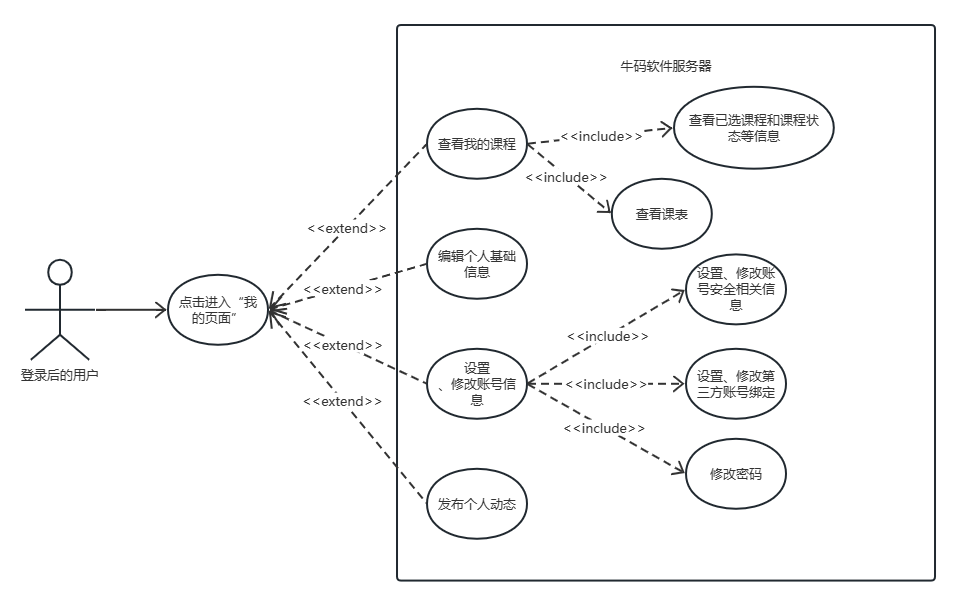 牛码软件服务器
查看已选课程和课程状
态等信息
<<include>>
查看我的课程
<<include>>
查看课表
<<extend>>
编辑个人基础
信息
<<extend>>
设置、修改账
号安全相关信
息
点击进入“我
的页面”
<<include>>
<<extend>>
登录后的用户
设置
、修改账号信
息
<<include>>
设置、修改第
三方账号绑定
<<extend>>
<<include>>
修改密码
发布个人动态